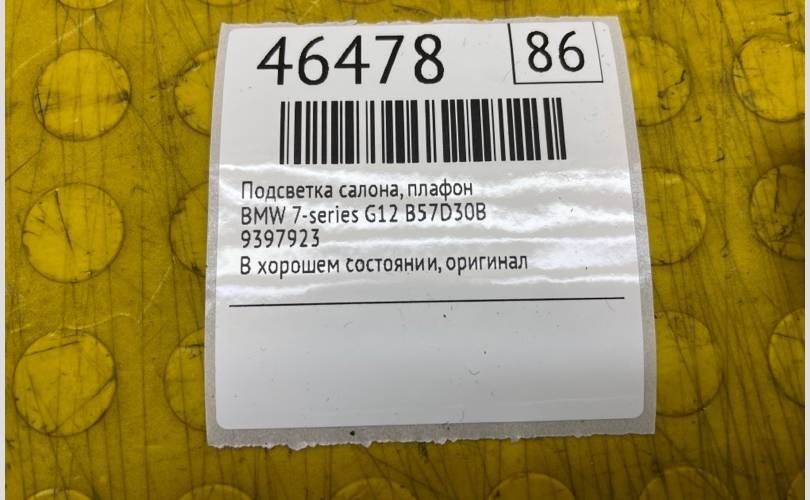 46478 86
Подсветка салона, плафон
BMW 7-series G12 B57D30B
9397923
В хорошем состоянии, оригинал